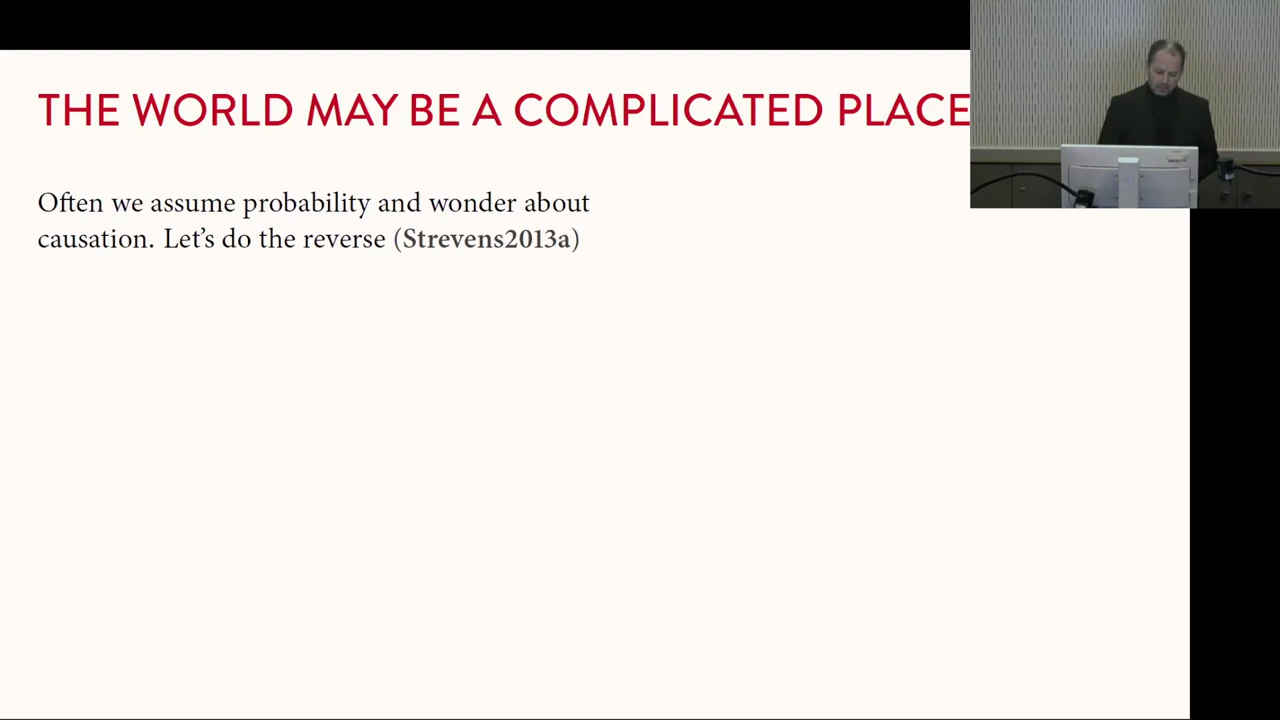 THE WORLD MAY BE A COMPLICATED PLACE
Often we assume probability and wonder about
causation. Let’s do the reverse (Strevens2013a)